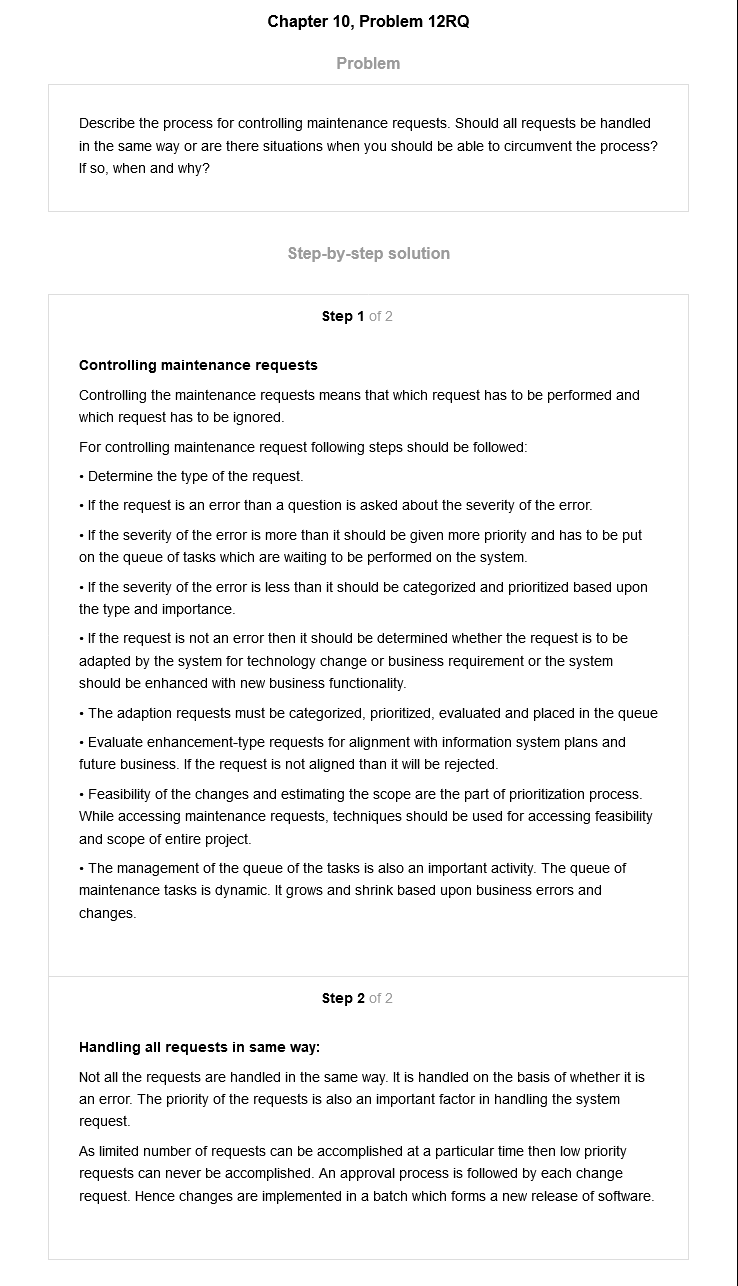 Chapter 10, Problem 12RQ
Problem
Describe the process for controlling maintenance requests. Should all requests be handled
in the same way or are there situations when you should be able to circumvent the process?
If so, when and why?
Step-by-step solution
Step 1 of 2
Controlling maintenance requests
Controlling the maintenance requests means that which request has to be performed and
which request has to be ignored.
For controlling maintenance request following steps should be followed:
• Determine the type of the request.
• If the request is an error than a question is asked about the severity of the error.
• If the severity of the error is more than it should be given more priority and has to be put
on the queue of tasks which are waiting to be performed on the system.
• If the severity of the error is less than it should be categorized and prioritized based upon
the type and importance.
• If the request is not an error then it should be determined whether the request is to be
adapted by the system for technology change or business requirement or the system
should be enhanced with new business functionality.
• The adaption requests must be categorized, prioritized, evaluated and placed in the queue
• Evaluate enhancement-type requests for alignment with information system plans and
future business. If the request is not aligned than it will be rejected.
• Feasibility of the changes and estimating the scope are the part of prioritization process.
While accessing maintenance requests, techniques should be used for accessing feasibility
and scope of entire project.
• The management of the queue of the tasks is also an important activity. The queue of
maintenance tasks is dynamic. It grows and shrink based upon business errors and
changes.
Step 2 of 2
Handling all requests in same way:
Not all the requests are handled in the same way. It is handled on the basis of whether it is
an error. The priority of the requests is also an important factor in handling the system
request.
As limited number of requests can be accomplished at a particular time then low priority
requests can never be accomplished. An approval process is followed by each change
request. Hence changes are implemented in a batch which forms a new release of software.